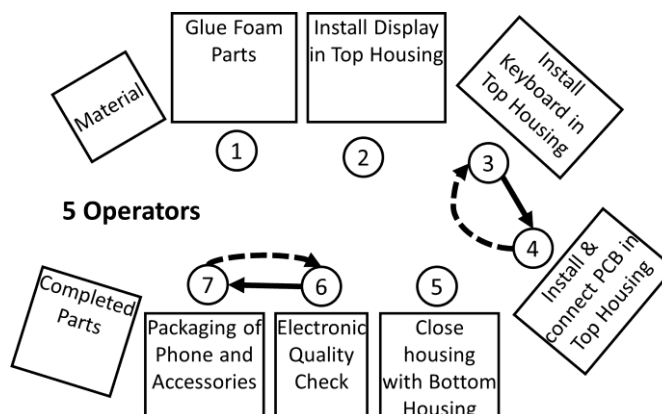 Glue Foam
Parts
Install Display
in Top Housing
Install
Keyboard in
Top Housing
Material
1
2
3
4
5 Operators
Install &
connect PCB in
Top Housing
7
6
5
Completed
Parts
Packaging of
Phone and
Accessories
Electronic
Quality
Check
Close
housing
with Bottom
Housing